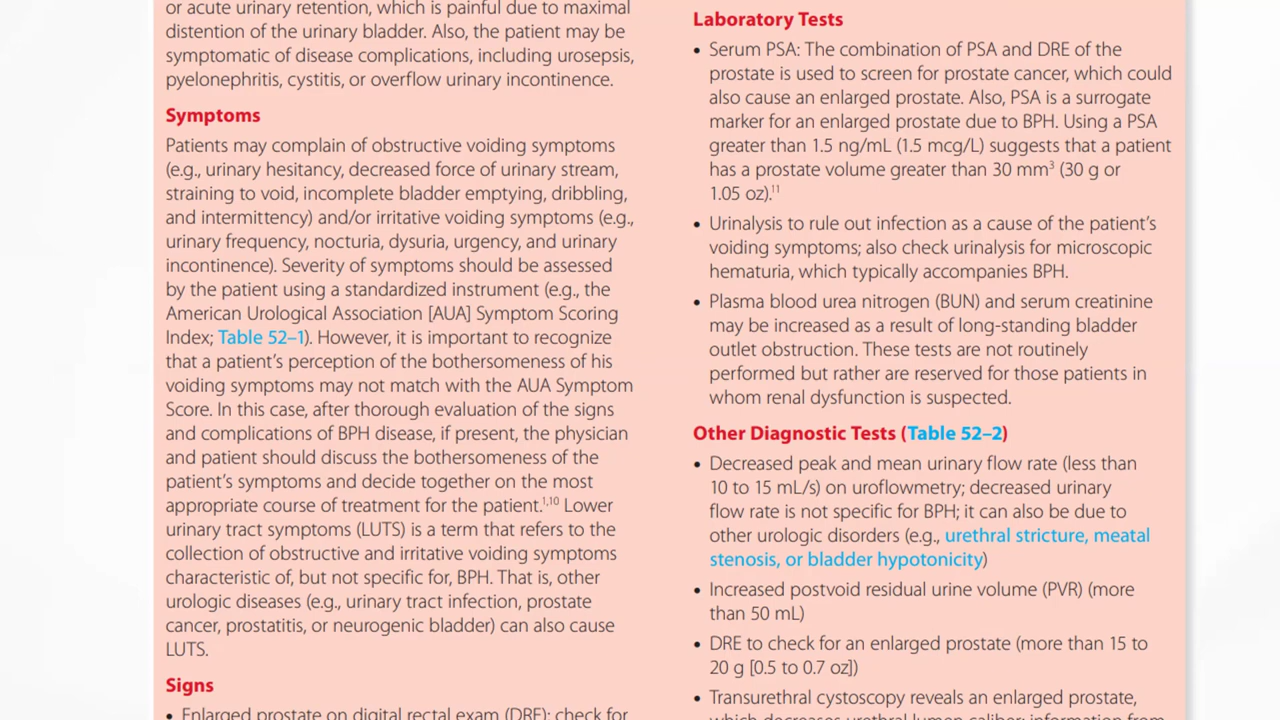 or acute urinary retention, which is painful due to maximal
distention of the urinary bladder. Also, the patient may be
symptomatic of disease complications, including urosepsis,
pyelonephritis, cystitis, or overflow urinary incontinence.
Symptoms
Patients may complain of obstructive voiding symptoms
(e.g., urinary hesitancy, decreased force of urinary stream,
straining to void, incomplete bladder emptying, dribbling,
and intermittency) and/or irritative voiding symptoms (e.g.,
urinary frequency, nocturia, dysuria, urgency, and urinary
incontinence). Severity of symptoms should be assessed
by the patient using a standardized instrument (e.g., the
American Urological Association [AUA] Symptom Scoring
Index; Table 52–1). However, it is important to recognize
that a patient’s perception of the bothersomeness of his
voiding symptoms may not match with the AUA Symptom
Score. In this case, after thorough evaluation of the signs
and complications of BPH disease, if present, the physician
and patient should discuss the bothersomeness of the
patient’s symptoms and decide together on the most
appropriate course of treatment for the patient.1,10 Lower
urinary tract symptoms (LUTS) is a term that refers to the
collection of obstructive and irritative voiding symptoms
characteristic of, but not specific for, BPH. That is, other
urologic diseases (e.g., urinary tract infection, prostate
cancer, prostatitis, or neurogenic bladder) can also cause
LUTS.
Signs
• Enlarged prostate on digital rectal exam (DRE); check for
Laboratory Tests
• Serum PSA: The combination of PSA and DRE of the
prostate is used to screen for prostate cancer, which could
also cause an enlarged prostate. Also, PSA is a surrogate
marker for an enlarged prostate due to BPH. Using a PSA
greater than 1.5 ng/mL (1.5 mcg/L) suggests that a patient
has a prostate volume greater than 30 mm³ (30 g or
1.05 oz).11
• Urinalysis to rule out infection as a cause of the patient’s
voiding symptoms; also check urinalysis for microscopic
hematuria, which typically accompanies BPH.
• Plasma blood urea nitrogen (BUN) and serum creatinine
may be increased as a result of long-standing bladder
outlet obstruction. These tests are not routinely
performed but rather are reserved for those patients in
whom renal dysfunction is suspected.
Other Diagnostic Tests (Table 52–2)
• Decreased peak and mean urinary flow rate (less than
10 to 15 mL/s) on uroflowmetry; decreased urinary
flow rate is not specific for BPH; it can also be due to
other urologic disorders (e.g., urethral stricture, meatal
stenosis, or bladder hypotonicity)
• Increased postvoid residual urine volume (PVR) (more
than 50 mL)
• DRE to check for an enlarged prostate (more than 15 to
20 g [0.5 to 0.7 oz])
• Transurethral cystoscopy reveals an enlarged prostate,
which decreases urethral lumen caliber; information from